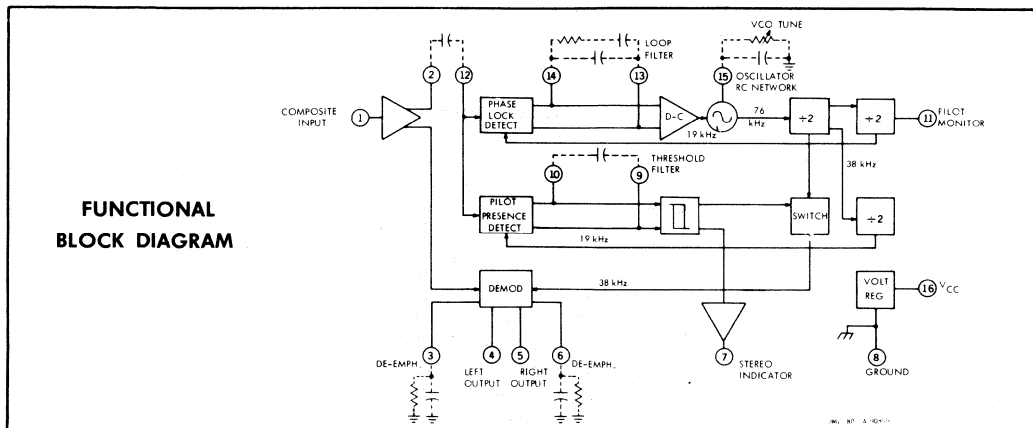 FUNCTIONAL
BLOCK DIAGRAM
VCO TUNE
LOOP
FILTER
2
12
14
13
15
OSCILLATOR
RC NETWORK
COMPOSITE
INPUT
1
PHASE
LOCK
DETECT
D-C
76
kHz
÷2
÷2
11
PILOT
MONITOR
19 kHz
38 kHz
10
9
THRESHOLD
FILTER
PILOT
PRESENCE
DETECT
SWITCH
÷2
19 kHz
DEMOD
38 kHz
VOLT
REG
16
VCC
3
4
5
6
7
8
DE-EMPH.
LEFT
OUTPUT
RIGHT
OUTPUT
DE-EMPH.
STEREO
INDICATOR
GROUND